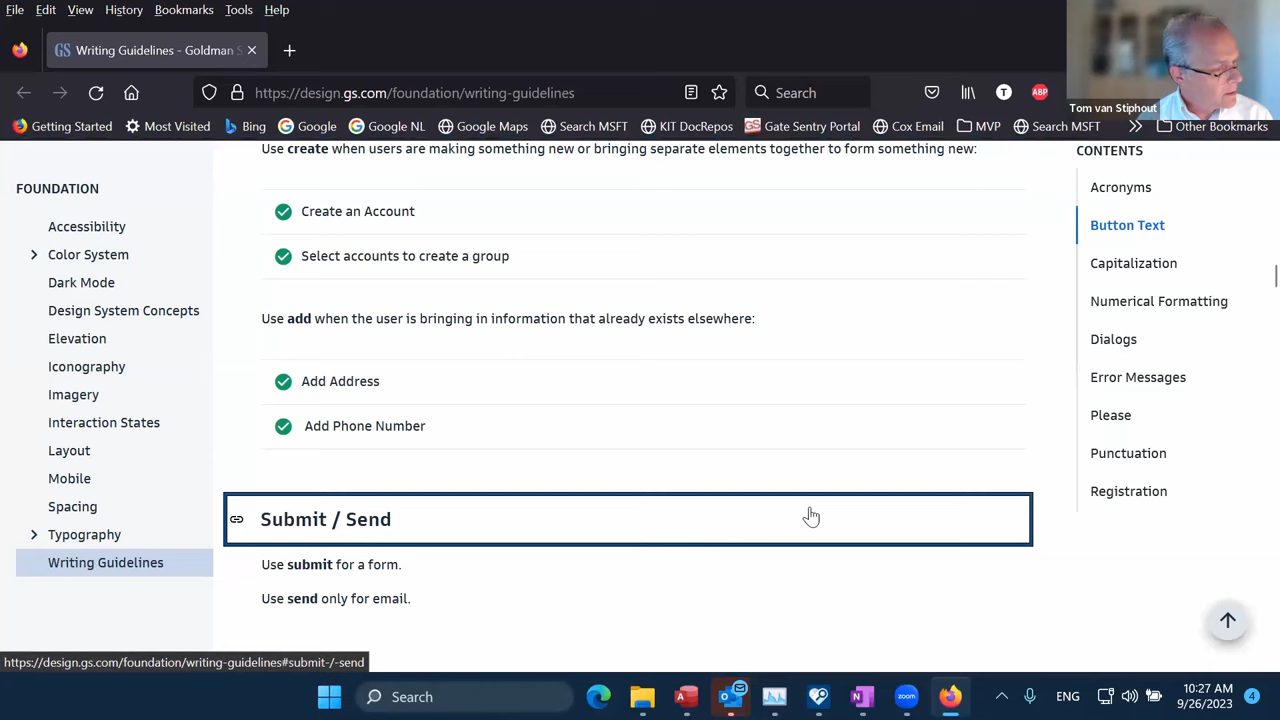 File Edit View History Bookmarks Tools Help
GS Writing Guidelines - Goldman S
https://design.gs.com/foundation/writing-guidelines
Search
T
ABP
Tom van Stiphout
Getting Started Most Visited Bing Google Google NL Google Maps Search MSFT KIT DocRepos Gate Sentry Portal Cox Email MVP Search MSFT Other Bookmarks
FOUNDATION
Accessibility
Color System
Dark Mode
Design System Concepts
Elevation
Iconography
Imagery
Interaction States
Layout
Mobile
Spacing
Typography
Writing Guidelines
Use create when users are making something new or bringing separate elements together to form something new:
Create an Account
Select accounts to create a group
Use add when the user is bringing in information that already exists elsewhere:
Add Address
Add Phone Number
Submit / Send
Use submit for a form.
Use send only for email.
CONTENTS
Acronyms
Button Text
Capitalization
Numerical Formatting
Dialogs
Error Messages
Please
Punctuation
Registration
https://design.gs.com/foundation/writing-guidelines#submit-/-send
Search
zoom
ENG
10:27 AM
9/26/2023
4